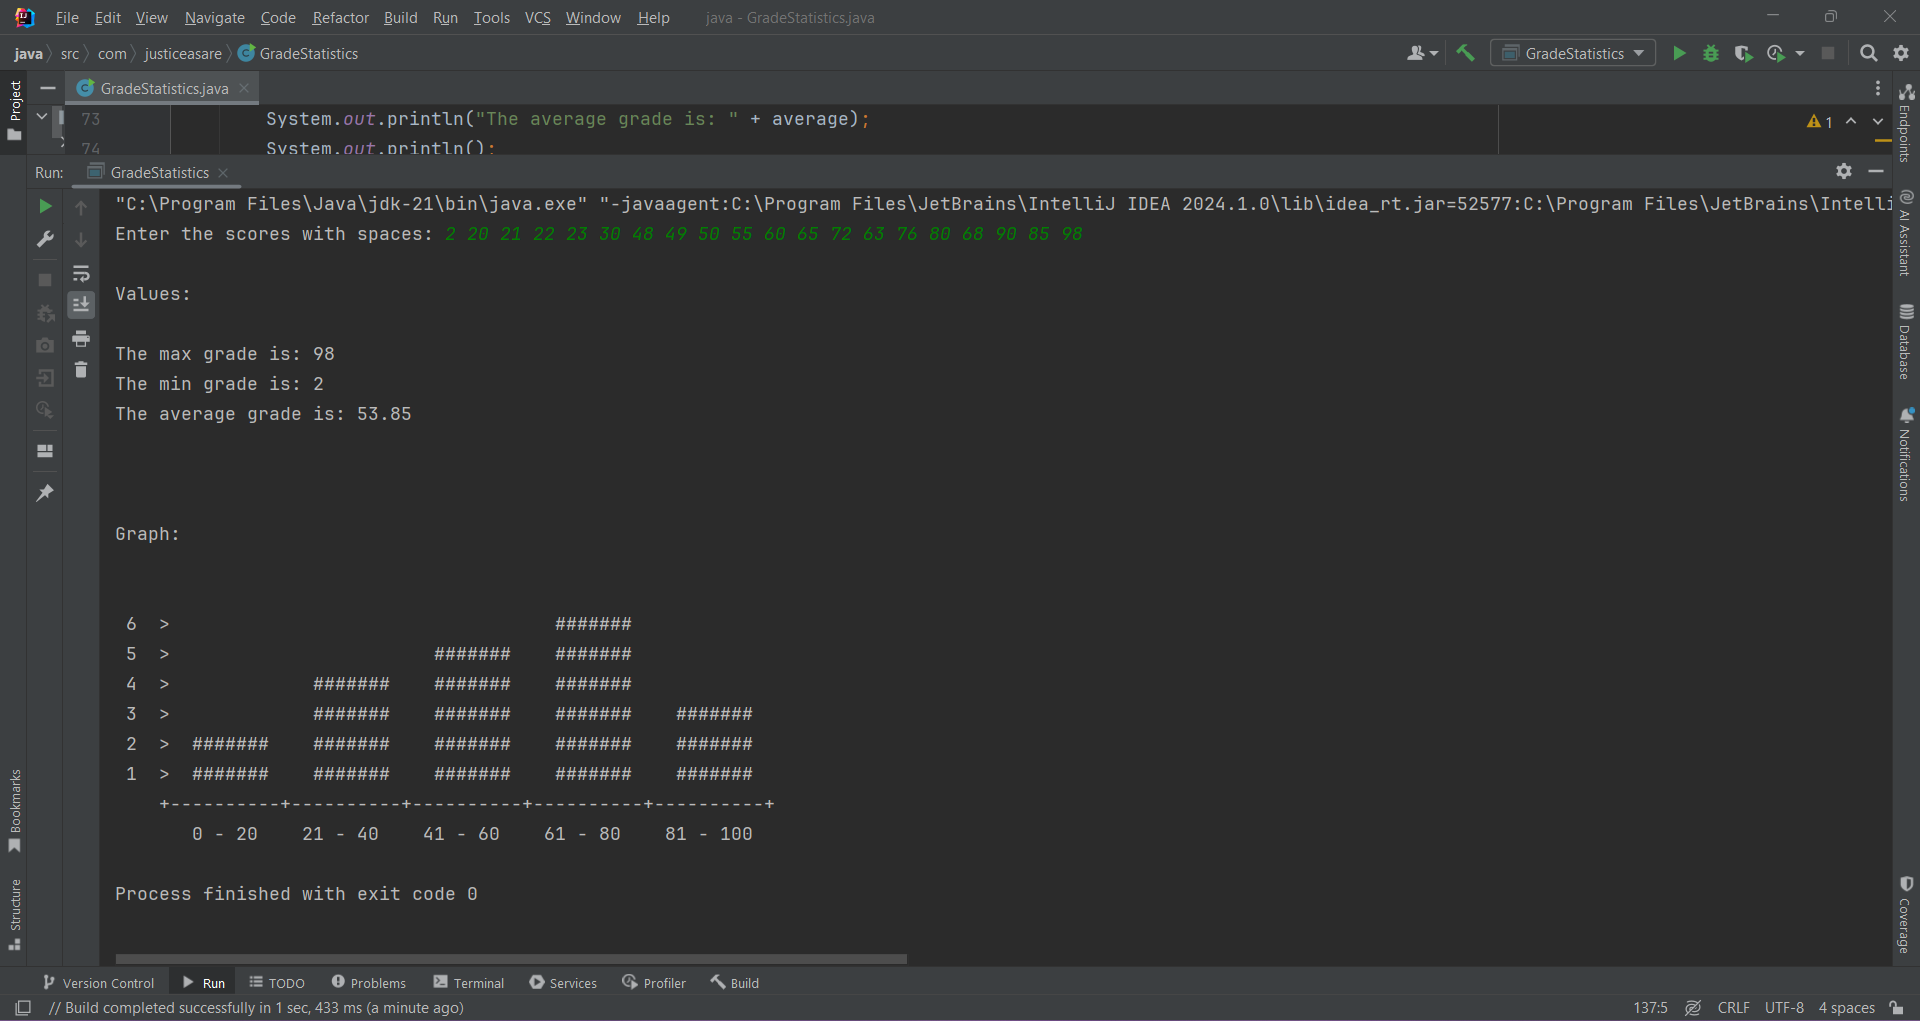 File Edit View Navigate Code Refactor Build Run Tools VCS Window Help java - GradeStatistics.java
java src com justiceasare GradeStatistics GradeStatistics
Project
GradeStatistics.java
73 System.out.println("The average grade is: " + average);
1
74 System.out.println();
Run: GradeStatistics
"C:\Program Files\Java\jdk-21\bin\java.exe" "-javaagent:C:\Program Files\JetBrains\IntelliJ IDEA 2024.1.0\lib\idea_rt.jar=52577:C:\Program Files\JetBrains\Intelli
Enter the scores with spaces: 2 20 21 22 23 30 48 49 50 55 60 65 72 63 76 80 68 90 85 98
Values:
The max grade is: 98
The min grade is: 2
The average grade is: 53.85
Graph:
6 > #######
5 > ####### #######
4 > ####### ####### #######
3 > ####### ####### ####### #######
2 > ####### ####### ####### ####### #######
1 > ####### ####### ####### ####### #######
+----------+----------+----------+----------+----------+
0 - 20 21 - 40 41 - 60 61 - 80 81 - 100
Process finished with exit code 0
Endpoints
AI Assistant
Database
Notifications
Coverage
Bookmarks
Structure
Version Control Run TODO Problems Terminal Services Profiler Build
// Build completed successfully in 1 sec, 433 ms (a minute ago) 137:5 CRLF UTF-8 4 spaces